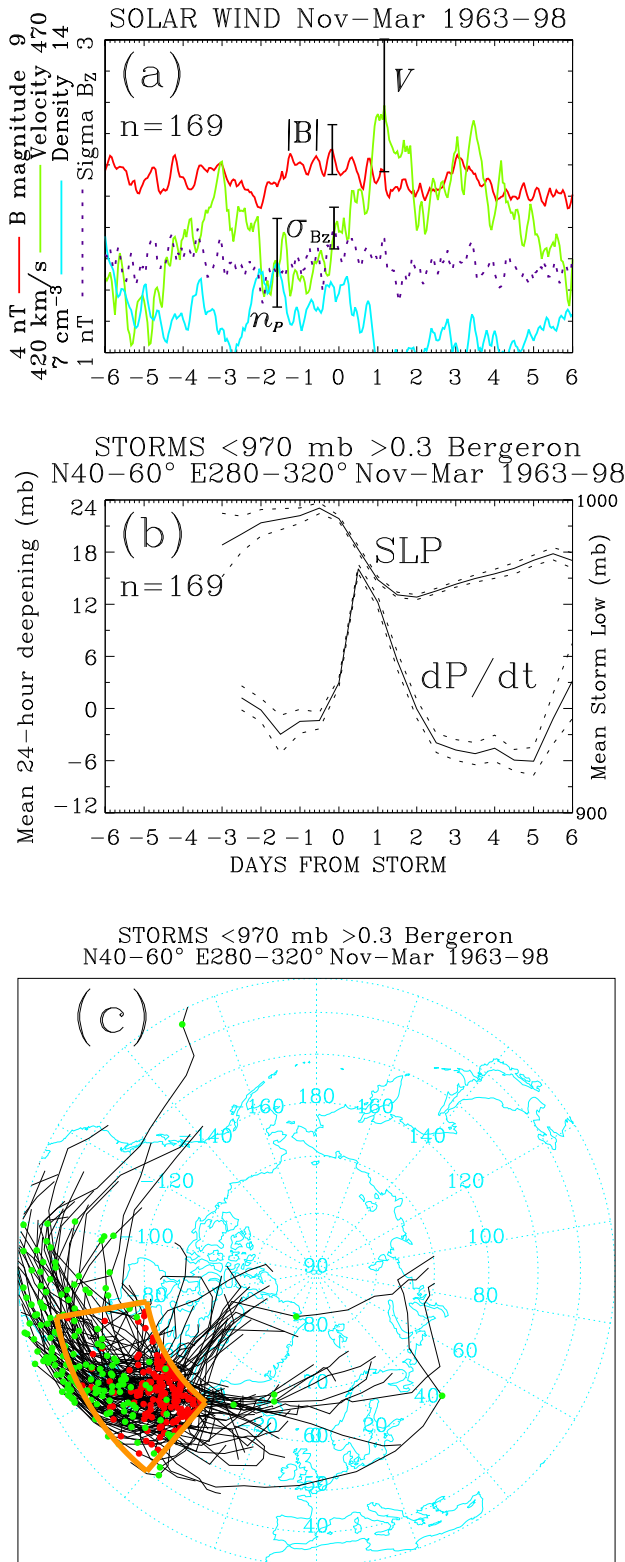 SOLAR WIND Nov-Mar 1963-98
4 nT B magnitude 9
420 km/s Velocity 470
7 cm⁻³ Density 14
1 nT Sigma Bz 3
(a)
n=169
|B|
V
σBz
nP
-6 -5 -4 -3 -2 -1 0 1 2 3 4 5 6
STORMS <970 mb >0.3 Bergeron
N40-60° E280-320° Nov-Mar 1963-98
Mean 24-hour deepening (mb)
24
18
12
6
0
-6
-12
(b)
n=169
SLP
dP/dt
1000
Mean Storm Low (mb)
900
-6 -5 -4 -3 -2 -1 0 1 2 3 4 5 6
DAYS FROM STORM
STORMS <970 mb >0.3 Bergeron
N40-60° E280-320° Nov-Mar 1963-98
(c)
180
160 160
140 140
-120
100 100
90
80 80
80
60
70
40
20 20
60
50
40